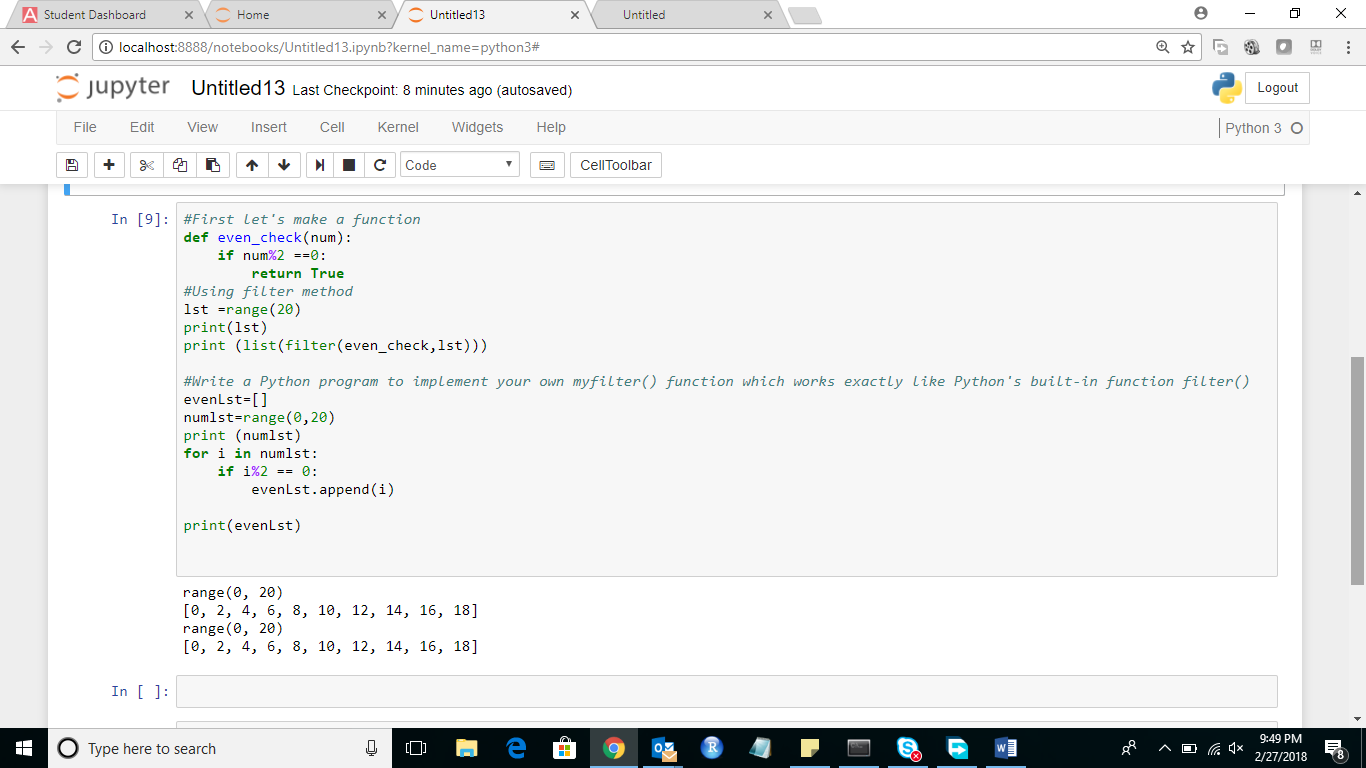 Student Dashboard
Home
Untitled13
Untitled
localhost:8888/notebooks/Untitled13.ipynb?kernel_name=python3#
jupyter Untitled13 Last Checkpoint: 8 minutes ago (autosaved)
Logout
File Edit View Insert Cell Kernel Widgets Help
Python 3
Code
CellToolbar
In [9]:
#First let's make a function
def even_check(num):
    if num%2 ==0:
        return True
#Using filter method
lst =range(20)
print(lst)
print (list(filter(even_check,lst)))
#Write a Python program to implement your own myfilter() function which works exactly like Python's built-in function filter()
evenLst=[]
numlst=range(0,20)
print (numlst)
for i in numlst:
    if i%2 == 0:
        evenLst.append(i)
print(evenLst)
range(0, 20)
[0, 2, 4, 6, 8, 10, 12, 14, 16, 18]
range(0, 20)
[0, 2, 4, 6, 8, 10, 12, 14, 16, 18]
In [ ]:
Type here to search
9:49 PM
2/27/2018
8